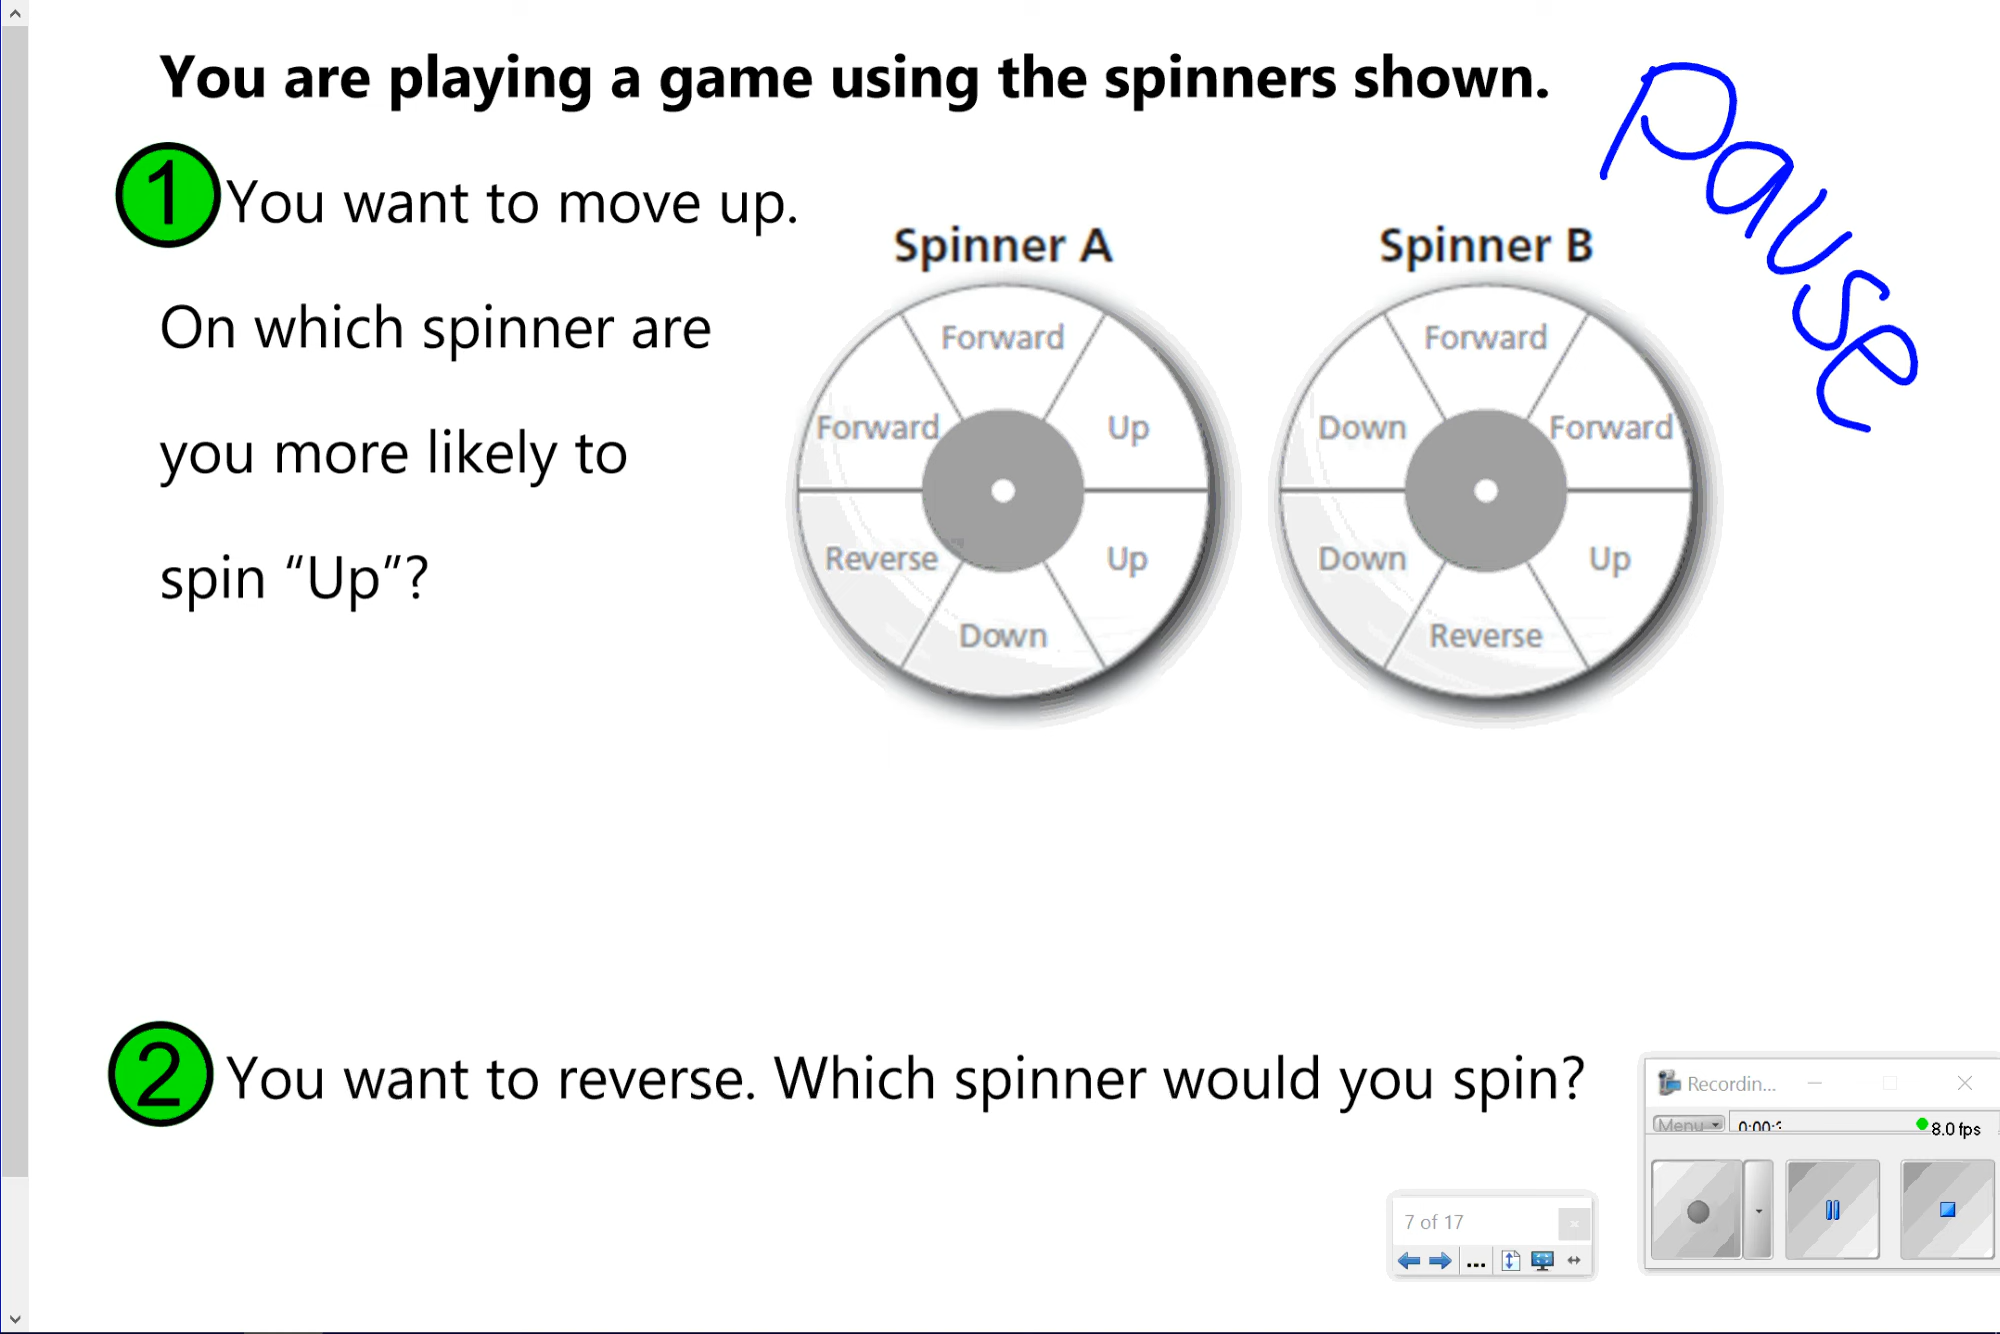 You are playing a game using the spinners shown.
Pause
1 You want to move up.
On which spinner are
you more likely to
spin “Up”?
Spinner A
Forward
Forward
Up
Reverse
Up
Down
Spinner B
Forward
Down
Forward
Down
Up
Reverse
2 You want to reverse. Which spinner would you spin?
Recordin...
Menu
8.0 fps
7 of 17